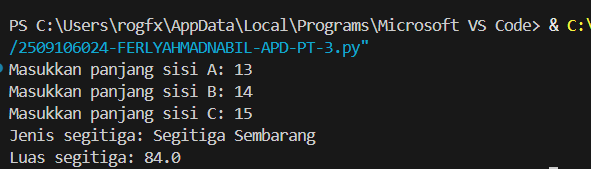 PS C:\Users\rogfx\AppData\Local\Programs\Microsoft VS Code> & C:\
/2509106024-FERLYAHMADNABIL-APD-PT-3.py"
Masukkan panjang sisi A: 13
Masukkan panjang sisi B: 14
Masukkan panjang sisi C: 15
Jenis segitiga: Segitiga Sembarang
Luas segitiga: 84.0